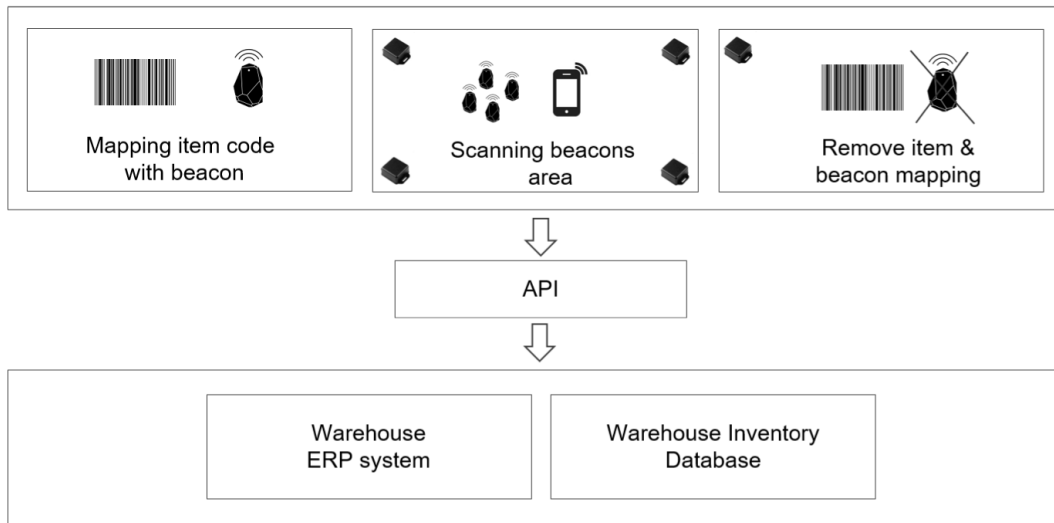 Mapping item code
with beacon
Scanning beacons
area
Remove item &
beacon mapping
API
Warehouse
ERP system
Warehouse Inventory
Database